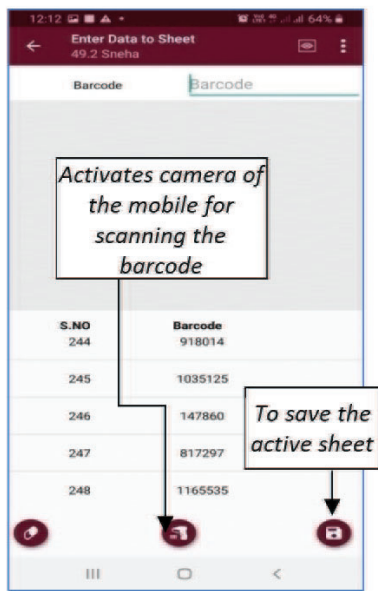 12:12
64%
Enter Data to Sheet
49.2 Sneha
Barcode
Barcode
Activates camera of
the mobile for
scanning the
barcode
S.NO Barcode
244 918014
245 1035125
246 147860
247 817297
248 1165535
To save the
active sheet